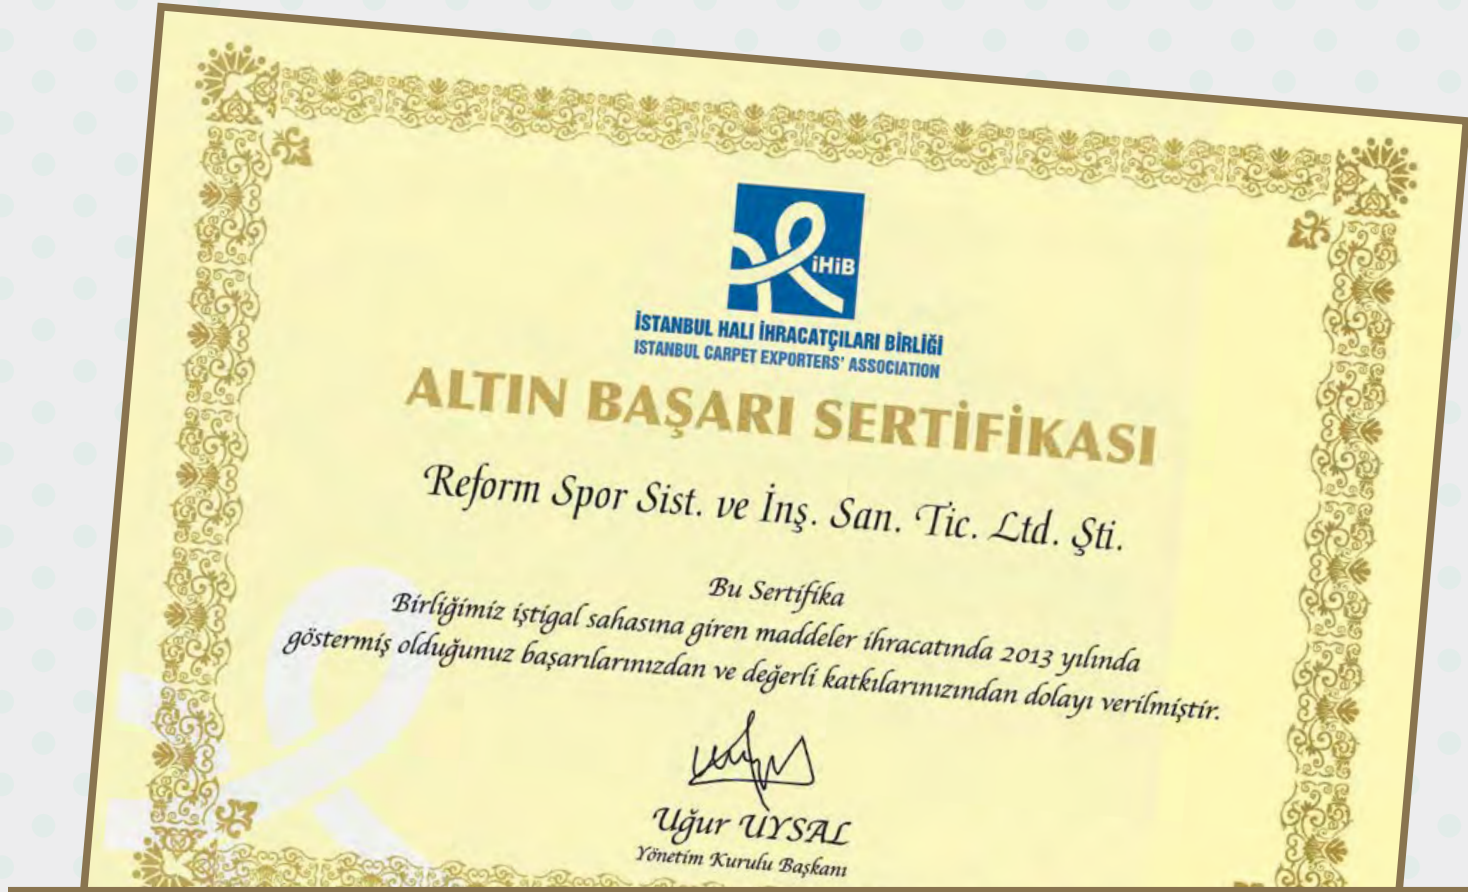 iHiB
İSTANBUL HALI İHRACATÇILARI BİRLİĞİ
ISTANBUL CARPET EXPORTERS' ASSOCIATION
ALTIN BAŞARI SERTİFİKASI
Reform Spor Sist. ve İnş. San. Tic. Ltd. Şti.
Bu Sertifika
Birliğimiz iştigal sahasına giren maddeler ihracatında 2013 yılında
göstermiş olduğunuz başarılarınızdan ve değerli katkılarınızından dolayı verilmiştir.
Uğur UYSAL
Yönetim Kurulu Başkanı